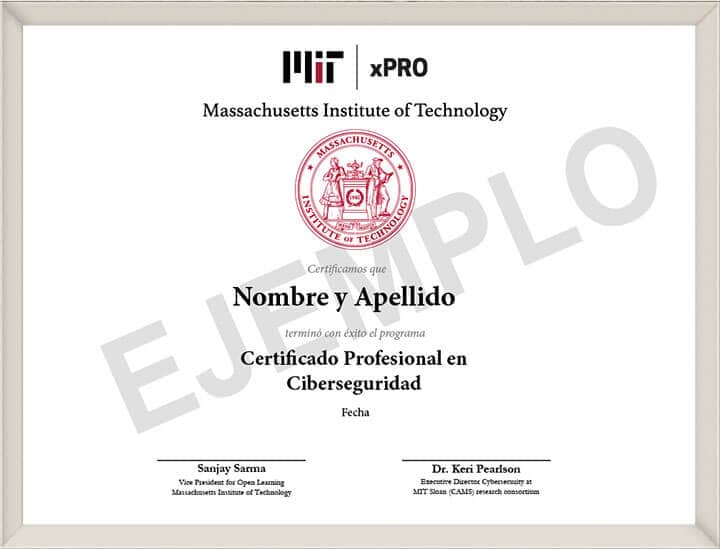 MIT xPRO
Massachusetts Institute of Technology
MASSACHUSETTS
INSTITUTE OF TECHNOLOGY
Certificamos que
Nombre y Apellido
terminó con éxito el programa
Certificado Profesional en
Ciberseguridad
Fecha
EJEMPLO
Sanjay Sarma
Vice President for Open Learning
Massachusetts Institute of Technology
Dr. Keri Pearlson
Executive Director Cybersecurity at
MIT Sloan (CAMS) research consortium